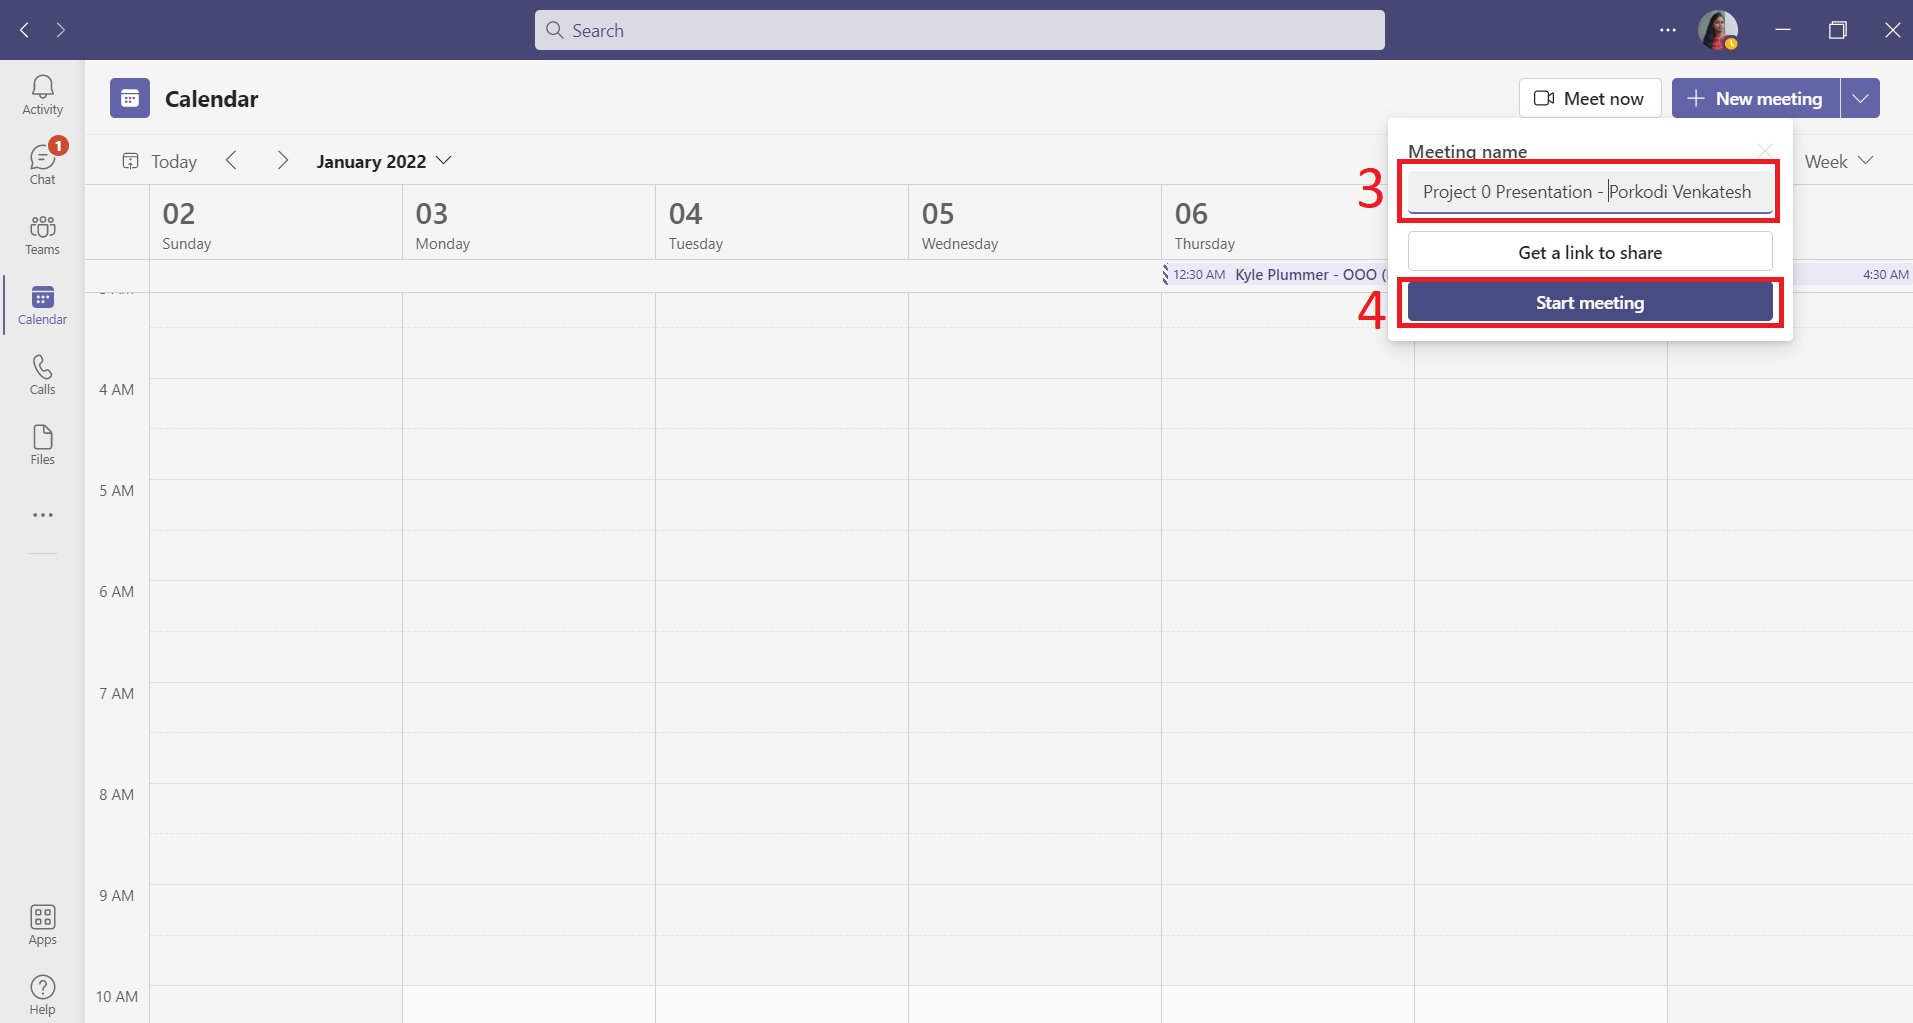 Search
Activity
Chat
1
Teams
Calendar
Calls
Files
Apps
Help
Calendar
Meet now
New meeting
Today
January 2022
Week
02
Sunday
03
Monday
04
Tuesday
05
Wednesday
06
Thursday
12:30 AM Kyle Plummer - OOO (
4:30 AM
Meeting name
3
Project 0 Presentation - Porkodi Venkatesh
Get a link to share
4
Start meeting
4 AM
5 AM
6 AM
7 AM
8 AM
9 AM
10 AM